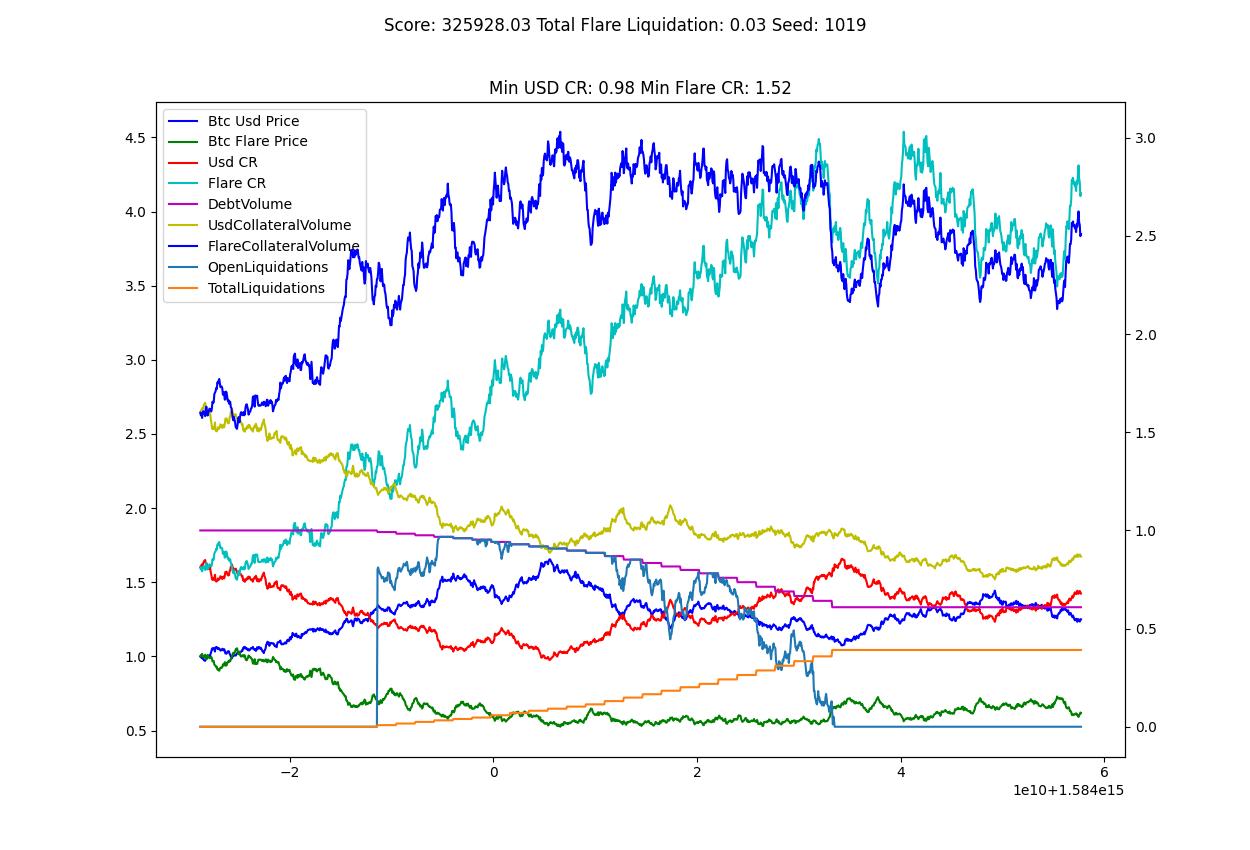 Score: 325928.03 Total Flare Liquidation: 0.03 Seed: 1019
Min USD CR: 0.98 Min Flare CR: 1.52
Btc Usd Price
Btc Flare Price
Usd CR
Flare CR
DebtVolume
UsdCollateralVolume
FlareCollateralVolume
OpenLiquidations
TotalLiquidations
4.5
4.0
3.5
3.0
2.5
2.0
1.5
1.0
0.5
3.0
2.5
2.0
1.5
1.0
0.5
0.0
−2 0 2 4 6
1e10+1.584e15